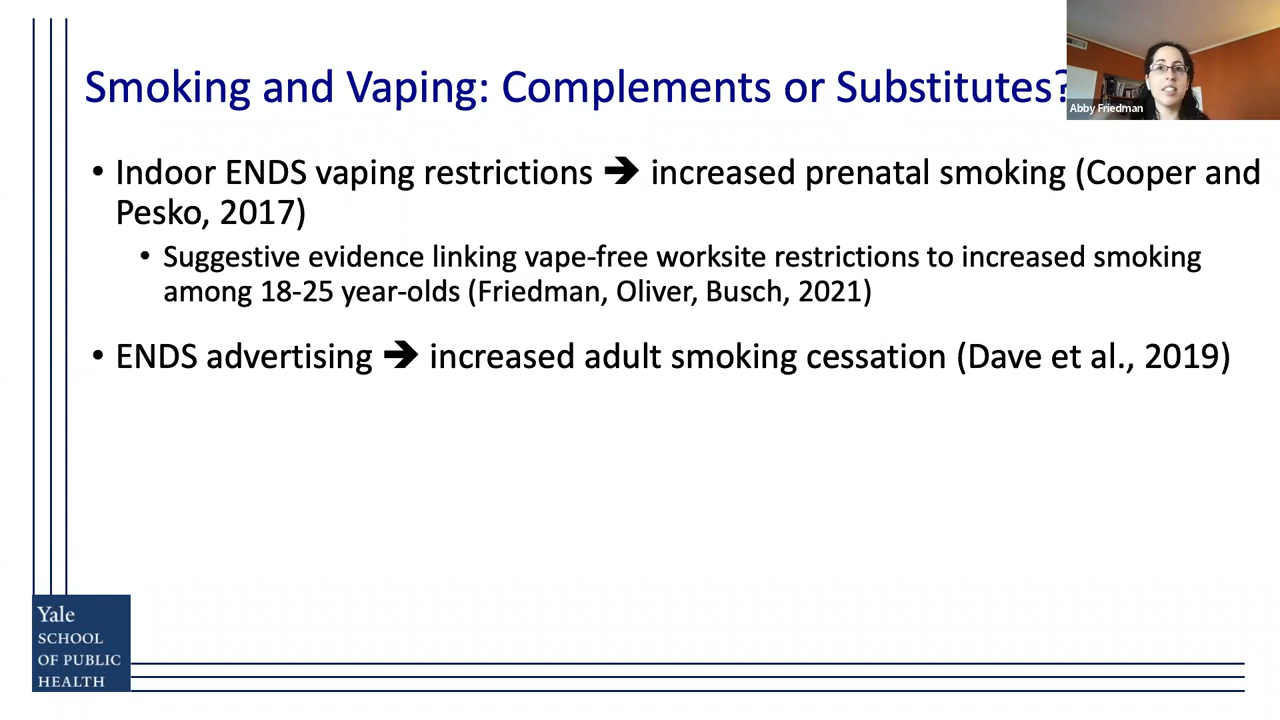 Smoking and Vaping: Complements or Substitutes?
Abby Friedman
• Indoor ENDS vaping restrictions ➔ increased prenatal smoking (Cooper and
Pesko, 2017)
• Suggestive evidence linking vape-free worksite restrictions to increased smoking
among 18-25 year-olds (Friedman, Oliver, Busch, 2021)
• ENDS advertising ➔ increased adult smoking cessation (Dave et al., 2019)
Yale
SCHOOL
OF PUBLIC
HEALTH